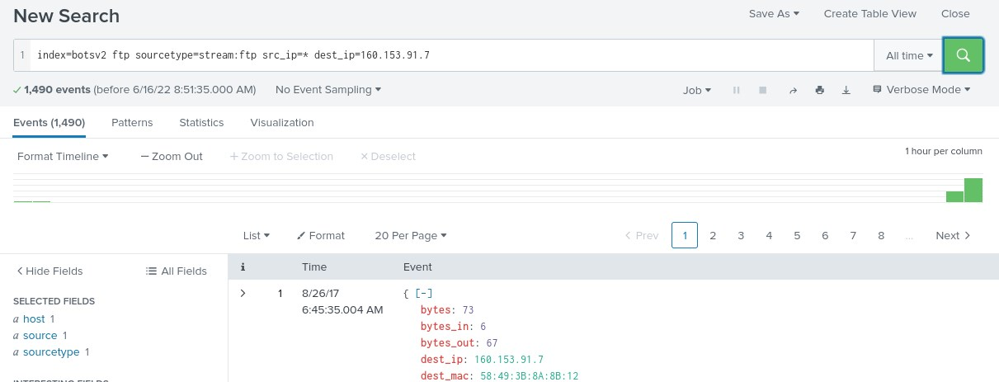 New Search
Save As ▾ Create Table View Close
1 index=botsv2 ftp sourcetype=stream:ftp src_ip=* dest_ip=160.153.91.7
All time ▾
✓ 1,490 events (before 6/16/22 8:51:35.000 AM) No Event Sampling ▾ Job ▾ Verbose Mode ▾
Events (1,490) Patterns Statistics Visualization
Format Timeline ▾ — Zoom Out + Zoom to Selection × Deselect
1 hour per column
List ▾ Format 20 Per Page ▾ < Prev 1 2 3 4 5 6 7 8 ... Next >
< Hide Fields All Fields
i Time Event
SELECTED FIELDS
a host 1
a source 1
a sourcetype 1
INTERESTING FIELDS
> 1 8/26/17
6:45:35.004 AM
{ [-]
bytes: 73
bytes_in: 6
bytes_out: 67
dest_ip: 160.153.91.7
dest_mac: 58:49:3B:8A:8B:12